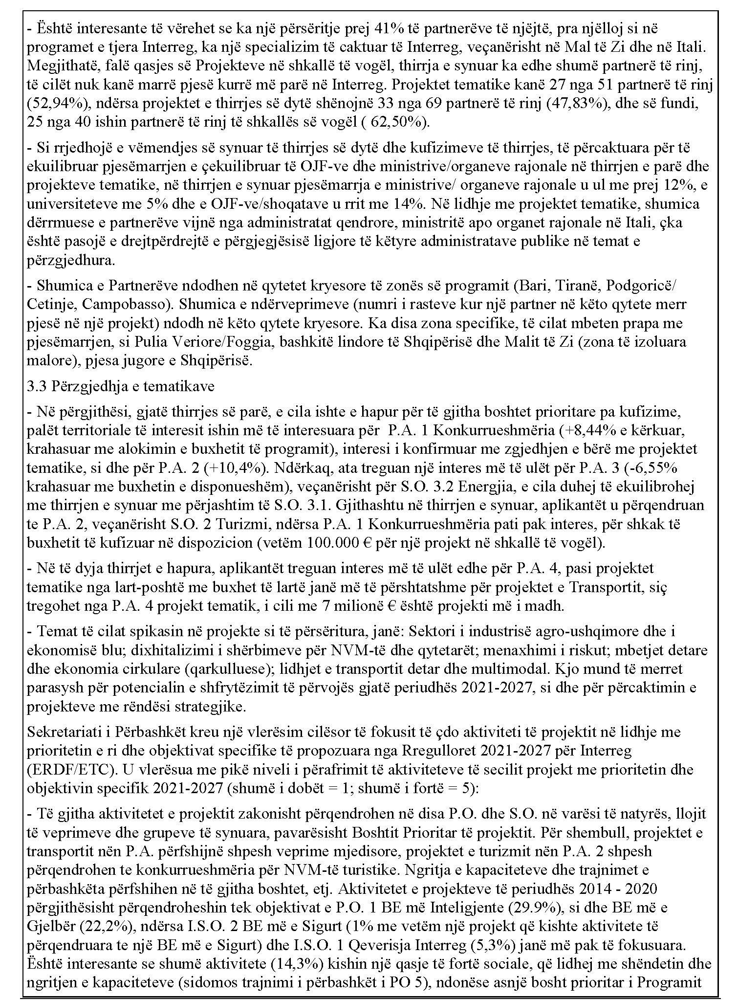 - Është interesante të vërehet se ka një përsëritje prej 41% të partnerëve të njëjtë, pra njëlloj si në
programet e tjera Interreg, ka një specializim të caktuar të Interreg, veçanërisht në Mal të Zi dhe në Itali.
Megjithatë, falë qasjes së Projekteve në shkallë të vogël, thirrja e synuar ka edhe shumë partnerë të rinj,
të cilët nuk kanë marrë pjesë kurrë më parë në Interreg. Projektet tematike kanë 27 nga 51 partnerë të rinj
(52,94%), ndërsa projektet e thirrjes së dytë shënojnë 33 nga 69 partnerë të rinj (47,83%), dhe së fundi,
25 nga 40 ishin partnerë të rinj të shkallës së vogël ( 62,50%).
- Si rrjedhojë e vëmendjes së synuar të thirrjes së dytë dhe kufizimeve të thirrjes, të përcaktuara për të
ekuilibruar pjesëmarrjen e çekuilibruar të OJF-ve dhe ministrive/organeve rajonale në thirrjen e parë dhe
projekteve tematike, në thirrjen e synuar pjesëmarrja e ministrive/ organeve rajonale u ul me prej 12%, e
universiteteve me 5% dhe e OJF-ve/shoqatave u rrit me 14%. Në lidhje me projektet tematike, shumica
dërrmuese e partnerëve vijnë nga administratat qendrore, ministritë apo organet rajonale në Itali, çka
është pasojë e drejtpërdrejtë e përgjegjësisë ligjore të këtyre administratave publike në temat e
përzgjedhura.
- Shumica e Partnerëve ndodhen në qytetet kryesore të zonës së programit (Bari, Tiranë, Podgoricë/
Cetinje, Campobasso). Shumica e ndërveprimeve (numri i rasteve kur një partner në këto qytete merr
pjesë në një projekt) ndodh në këto qytete kryesore. Ka disa zona specifike, të cilat mbeten prapa me
pjesëmarrjen, si Pulia Veriore/Foggia, bashkitë lindore të Shqipërisë dhe Malit të Zi (zona të izoluara
malore), pjesa jugore e Shqipërisë.
3.3 Përzgjedhja e tematikave
- Në përgjithësi, gjatë thirrjes së parë, e cila ishte e hapur për të gjitha boshtet prioritare pa kufizime,
palët territoriale të interesit ishin më të interesuara për  P.A. 1 Konkurrueshmëria (+8,44% e kërkuar,
krahasuar me alokimin e buxhetit të programit), interesi i konfirmuar me zgjedhjen e bërë me projektet
tematike, si dhe për P.A. 2 (+10,4%). Ndërkaq, ata treguan një interes më të ulët për P.A. 3 (-6,55%
krahasuar me buxhetin e disponueshëm), veçanërisht për S.O. 3.2 Energjia, e cila duhej të ekuilibrohej
me thirrjen e synuar me përjashtim të S.O. 3.1. Gjithashtu në thirrjen e synuar, aplikantët u përqendruan
te P.A. 2, veçanërisht S.O. 2 Turizmi, ndërsa P.A. 1 Konkurrueshmëria pati pak interes, për shkak të
buxhetit të kufizuar në dispozicion (vetëm 100.000 € për një projekt në shkallë të vogël).
- Në të dyja thirrjet e hapura, aplikantët treguan interes më të ulët edhe për P.A. 4, pasi projektet
tematike nga lart-poshtë me buxhet të lartë janë më të përshtatshme për projektet e Transportit, siç
tregohet nga P.A. 4 projekt tematik, i cili me 7 milionë € është projekti më i madh.
- Temat të cilat spikasin në projekte si të përsëritura, janë: Sektori i industrisë agro-ushqimore dhe i
ekonomisë blu; dixhitalizimi i shërbimeve për NVM-të dhe qytetarët; menaxhimi i riskut; mbetjet detare
dhe ekonomia cirkulare (qarkulluese); lidhjet e transportit detar dhe multimodal. Kjo mund të merret
parasysh për potencialin e shfrytëzimit të përvojës gjatë periudhës 2021-2027, si dhe për përcaktimin e
projekteve me rëndësi strategjike.
Sekretariati i Përbashkët kreu një vlerësim cilësor të fokusit të çdo aktiviteti të projektit në lidhje me
prioritetin e ri dhe objektivat specifike të propozuara nga Rregulloret 2021-2027 për Interreg
(ERDF/ETC). U vlerësua me pikë niveli i përafrimit të aktiviteteve të secilit projekt me prioritetin dhe
objektivin specifik 2021-2027 (shumë i dobët = 1; shumë i fortë = 5):
- Të gjitha aktivitetet e projektit zakonisht përqendrohen në disa P.O. dhe S.O. në varësi të natyrës, llojit
të veprimeve dhe grupeve të synuara, pavarësisht Boshtit Prioritar të projektit. Për shembull, projektet e
transportit nën P.A. përfshijnë shpesh veprime mjedisore, projektet e turizmit nën P.A. 2 shpesh
përqendrohen te konkurrueshmëria për NVM-të turistike. Ngritja e kapaciteteve dhe trajnimet e
përbashkëta përfshihen në të gjitha boshtet, etj. Aktivitetet e projekteve të periudhës 2014 - 2020
përgjithësisht përqendroheshin tek objektivat e P.O. 1 BE më Inteligjente (29.9%), si dhe BE më e
Gjelbër (22,2%), ndërsa I.S.O. 2 BE më e Sigurt (1% me vetëm një projekt që kishte aktivitete të
përqendruara te një BE më e Sigurt) dhe I.S.O. 1 Qeverisja Interreg (5,3%) janë më pak të fokusuara.
Është interesante se shumë aktivitete (14,3%) kishin një qasje të fortë sociale, që lidhej me shëndetin dhe
ngritjen e kapaciteteve (sidomos trajnimi i përbashkët i PO 5), ndonëse asnjë bosht prioritar i Programit